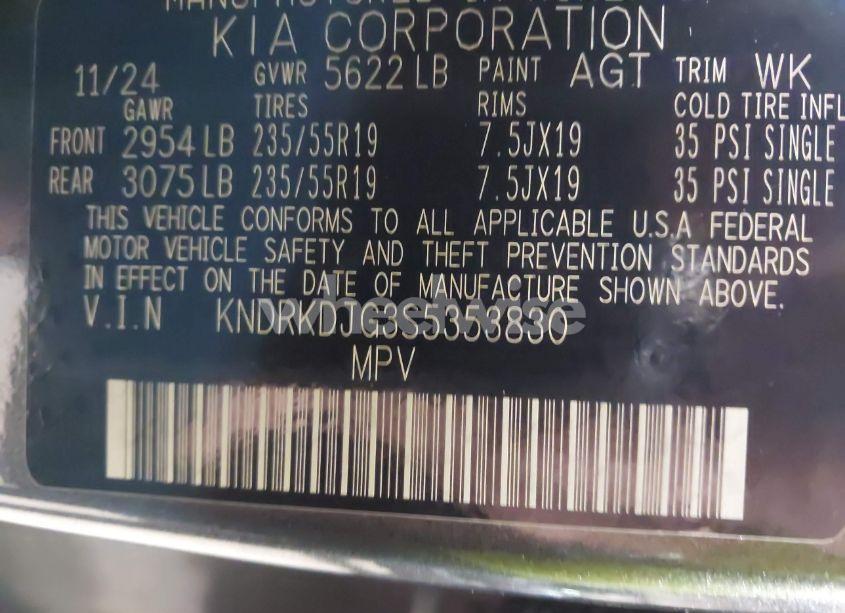 MANUFACTURED
KIA CORPORATION
11/24 GVWR 5622 LB PAINT AGT TRIM WK
GAWR TIRES RIMS COLD TIRE INFL
FRONT 2954 LB 235/55R19 7.5JX19 35 PSI SINGLE
REAR 3075 LB 235/55R19 7.5JX19 35 PSI SINGLE
THIS VEHICLE CONFORMS TO ALL APPLICABLE U.S.A FEDERAL
MOTOR VEHICLE SAFETY AND THEFT PREVENTION STANDARDS
IN EFFECT ON THE DATE OF MANUFACTURE SHOWN ABOVE.
V.I.N KNDRKDJG3S5353830
MPV